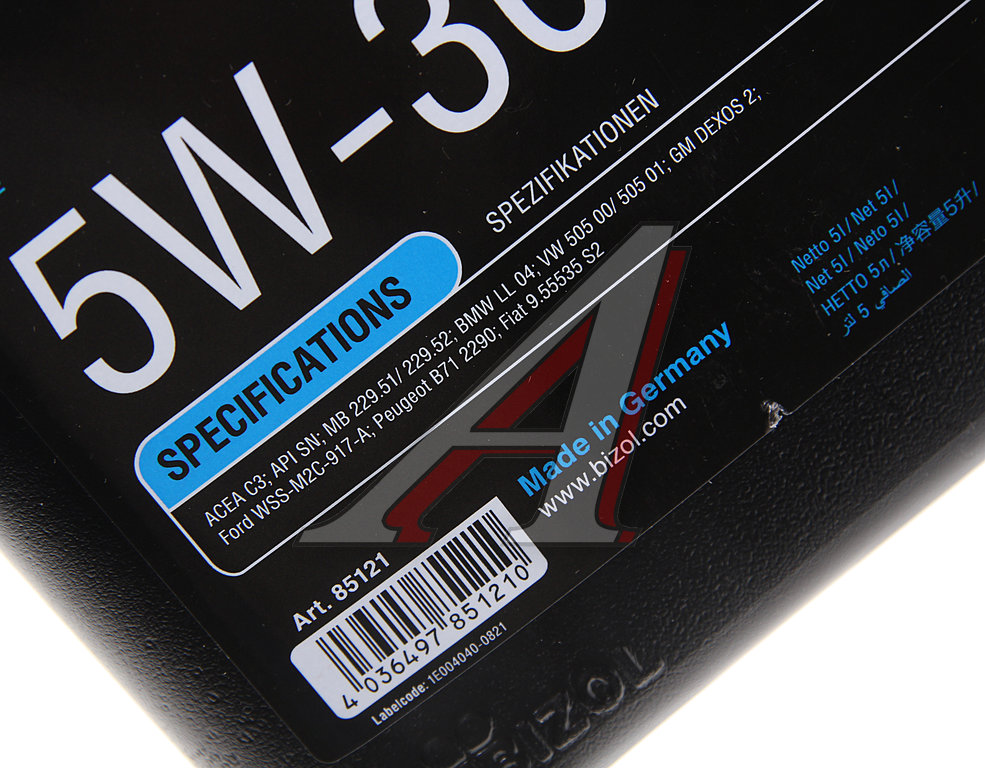 5W-30
SPEZIFIKATIONEN
SPECIFICATIONS
ACEA C3; API SN; MB 229.51/ 229.52; BMW LL 04; VW 505 00/ 505 01; GM DEXOS 2;
Ford WSS-M2C-917-A; Peugeot B71 2290; Fiat 9.55535 S2
Netto 5l / Net 5l /
Net 5l / Neto 5l /
НЕТТО 5л / 净容量5升 /
الصافي 5 لتر
Made in Germany
www.bizol.com
Art. 85121
4 036497 851210
Labelcode: 1E004040-0821
BIZOL